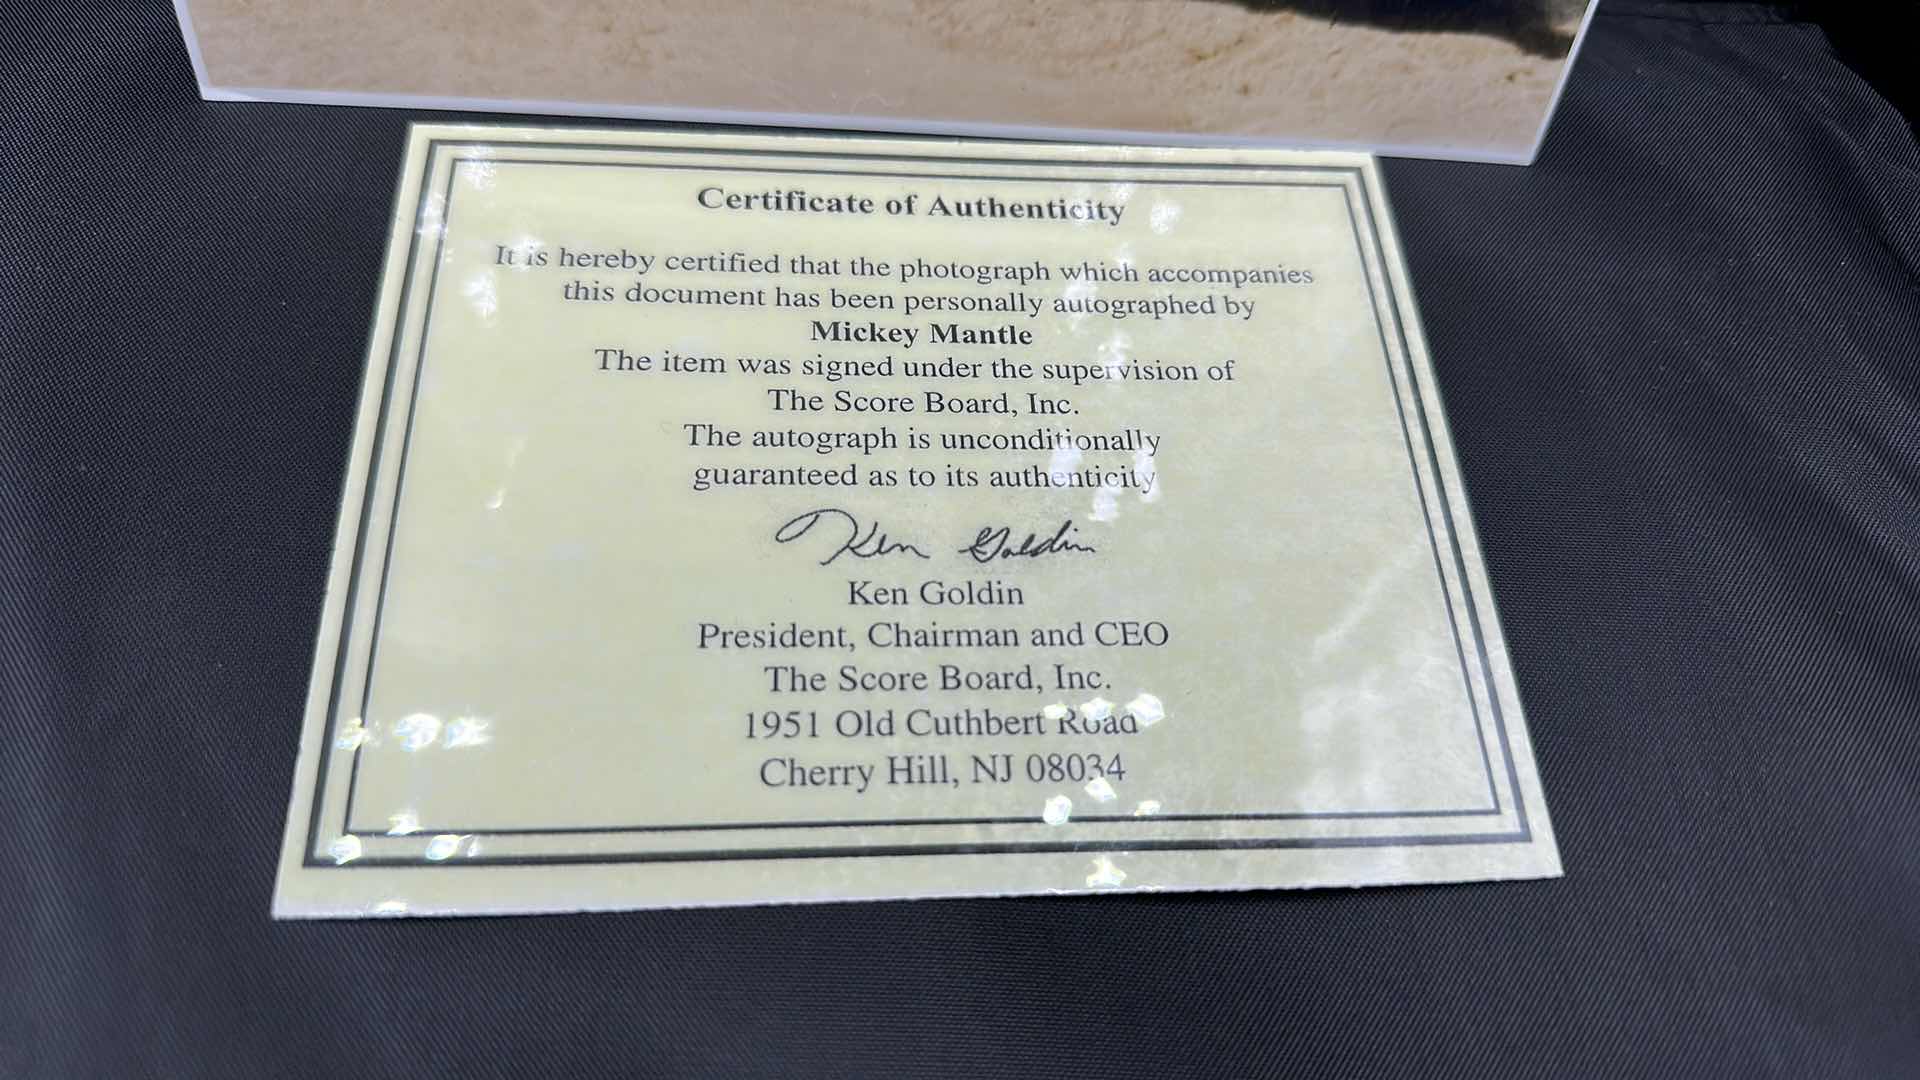 Certificate of Authenticity
It is hereby certified that the photograph which accompanies
this document has been personally autographed by
Mickey Mantle
The item was signed under the supervision of
The Score Board, Inc.
The autograph is unconditionally
guaranteed as to its authenticity
Ken Goldin
Ken Goldin
President, Chairman and CEO
The Score Board, Inc.
1951 Old Cuthbert Road
Cherry Hill, NJ 08034